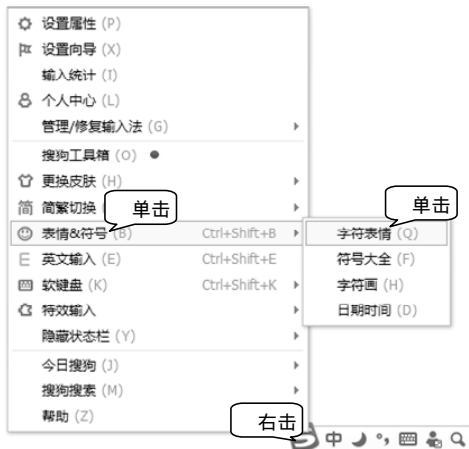 设置属性 (P)
设置向导 (X)
输入统计 (I)
个人中心 (L)
管理/修复输入法 (G)
搜狗工具箱 (O)
更换皮肤 (H)
简 简繁切换
单击
单击
表情&符号 (B) Ctrl+Shift+B
字符表情 (Q)
英文输入 (E) Ctrl+Shift+E
符号大全 (F)
软键盘 (K) Ctrl+Shift+K
字符画 (H)
特效输入
日期时间 (D)
隐藏状态栏 (Y)
今日搜狗 (J)
搜狗搜索 (M)
帮助 (Z)
右击
中